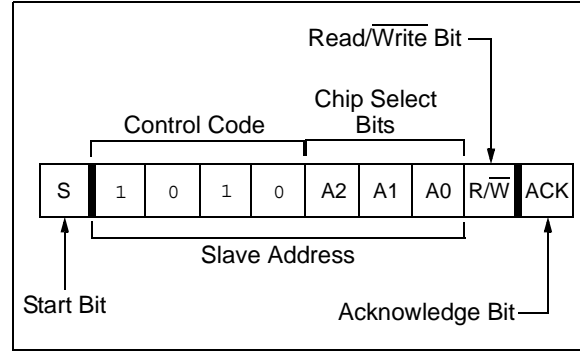 Read/Write Bit
Chip Select
Bits
Control Code
S 1 0 1 0 A2 A1 A0 R/W ACK
Slave Address
Start Bit
Acknowledge Bit